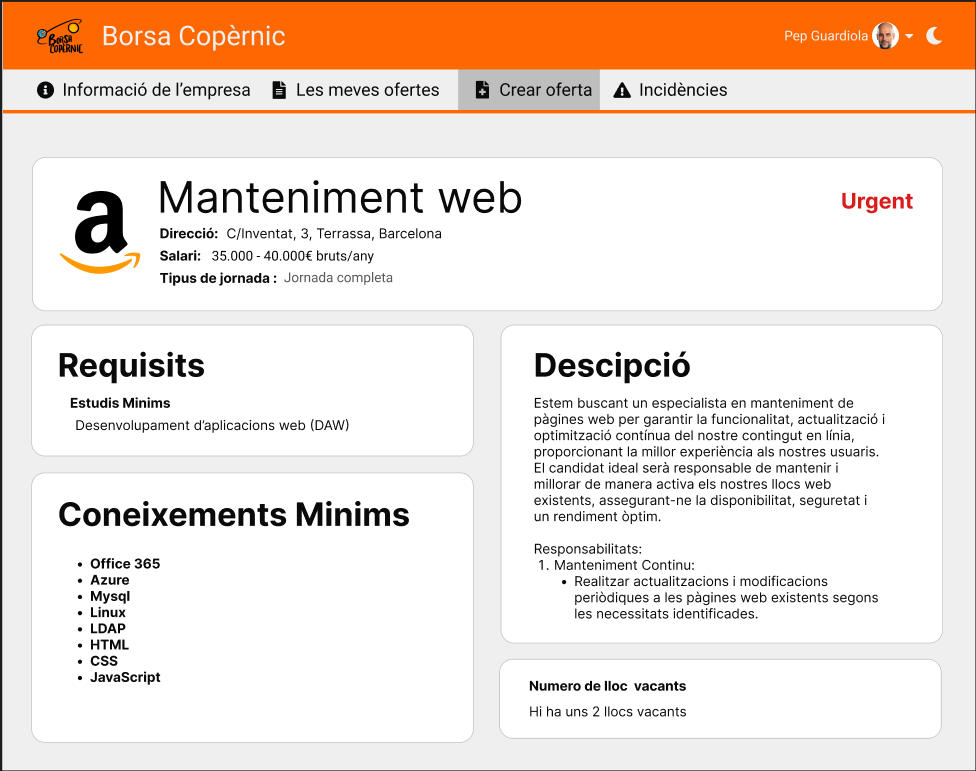 Borsa Copèrnic
Borsa Copèrnic
Pep Guardiola
Informació de l'empresa
Les meves ofertes
Crear oferta
Incidències
a
Manteniment web
Urgent
Direcció: C/Inventat, 3, Terrassa, Barcelona
Salari: 35.000 - 40.000€ bruts/any
Tipus de jornada : Jornada completa
Requisits
Estudis Minims
Desenvolupament d'aplicacions web (DAW)
Coneixements Minims
• Office 365
• Azure
• Mysql
• Linux
• LDAP
• HTML
• CSS
• JavaScript
Descipció
Estem buscant un especialista en manteniment de
pàgines web per garantir la funcionalitat, actualització i
optimització contínua del nostre contingut en línia,
proporcionant la millor experiència als nostres usuaris.
El candidat ideal serà responsable de mantenir i
millorar de manera activa els nostres llocs web
existents, assegurant-ne la disponibilitat, seguretat i
un rendiment òptim.
Responsabilitats:
1. Manteniment Continu:
• Realitzar actualitzacions i modificacions
periòdiques a les pàgines web existents segons
les necessitats identificades.
Numero de lloc vacants
Hi ha uns 2 llocs vacants